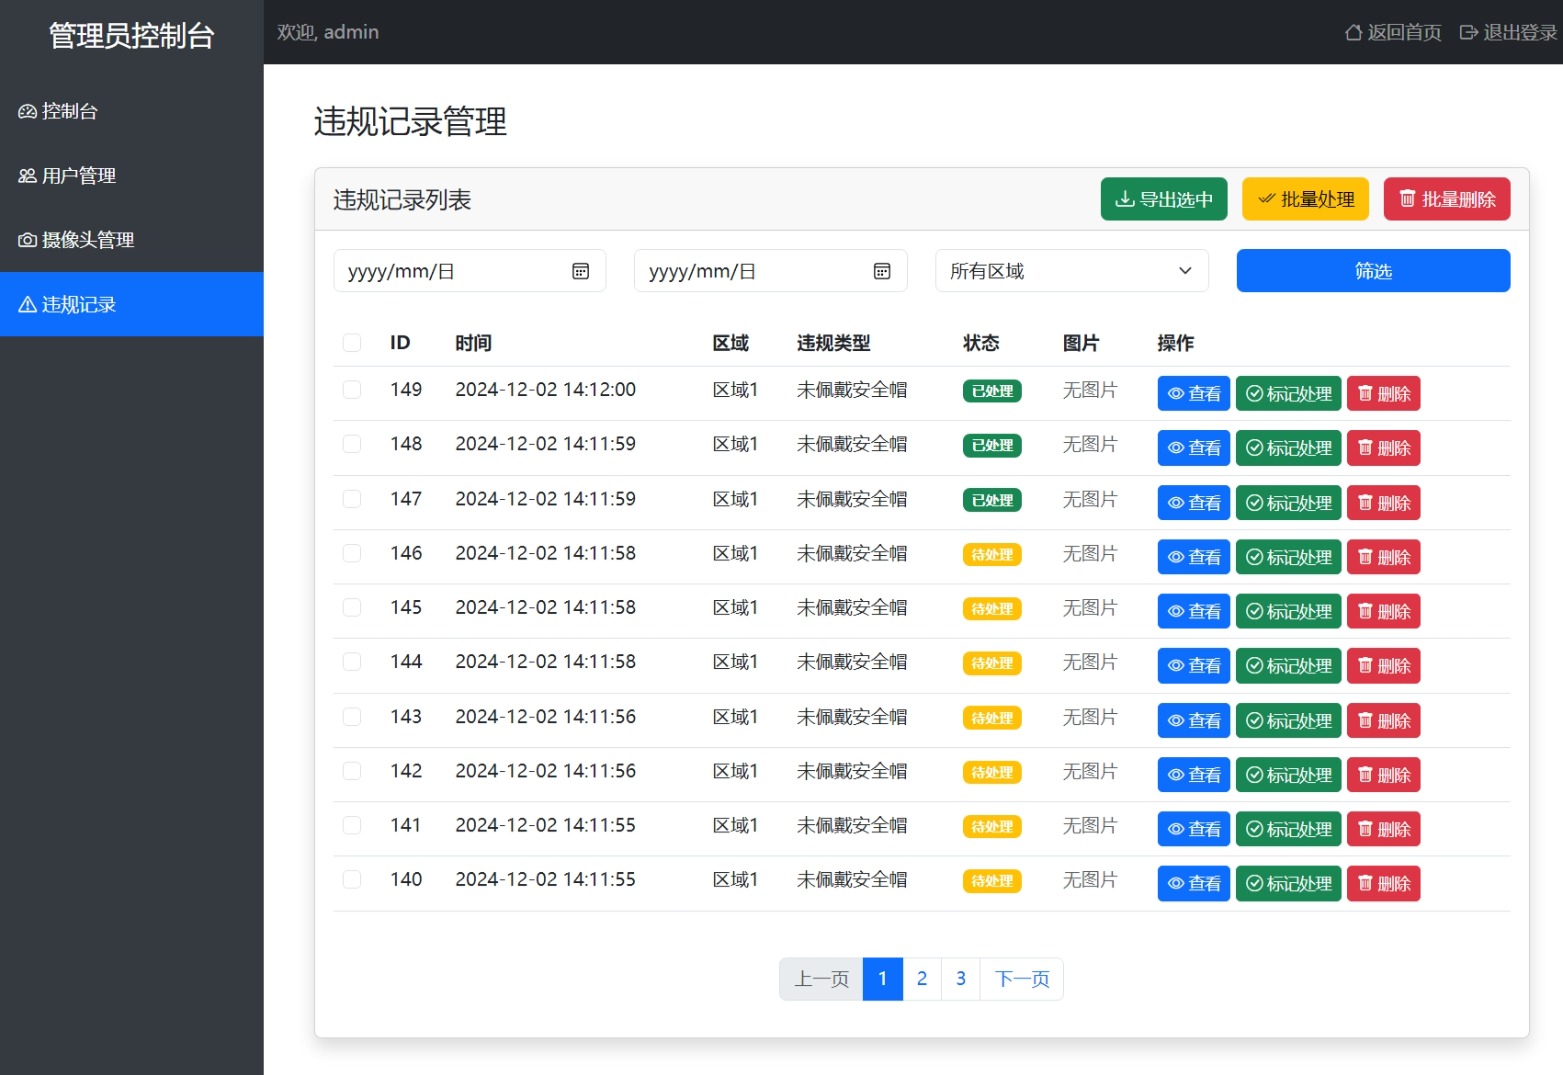 管理员控制台
欢迎, admin
返回首页 退出登录
控制台
用户管理
摄像头管理
违规记录
违规记录管理
违规记录列表 导出选中 批量处理 批量删除
yyyy/mm/日 yyyy/mm/日 所有区域 筛选
ID 时间 区域 违规类型 状态 图片 操作
149 2024-12-02 14:12:00 区域1 未佩戴安全帽 已处理 无图片 查看 标记处理 删除
148 2024-12-02 14:11:59 区域1 未佩戴安全帽 已处理 无图片 查看 标记处理 删除
147 2024-12-02 14:11:59 区域1 未佩戴安全帽 已处理 无图片 查看 标记处理 删除
146 2024-12-02 14:11:58 区域1 未佩戴安全帽 待处理 无图片 查看 标记处理 删除
145 2024-12-02 14:11:58 区域1 未佩戴安全帽 待处理 无图片 查看 标记处理 删除
144 2024-12-02 14:11:58 区域1 未佩戴安全帽 待处理 无图片 查看 标记处理 删除
143 2024-12-02 14:11:56 区域1 未佩戴安全帽 待处理 无图片 查看 标记处理 删除
142 2024-12-02 14:11:56 区域1 未佩戴安全帽 待处理 无图片 查看 标记处理 删除
141 2024-12-02 14:11:55 区域1 未佩戴安全帽 待处理 无图片 查看 标记处理 删除
140 2024-12-02 14:11:55 区域1 未佩戴安全帽 待处理 无图片 查看 标记处理 删除
上一页 1 2 3 下一页